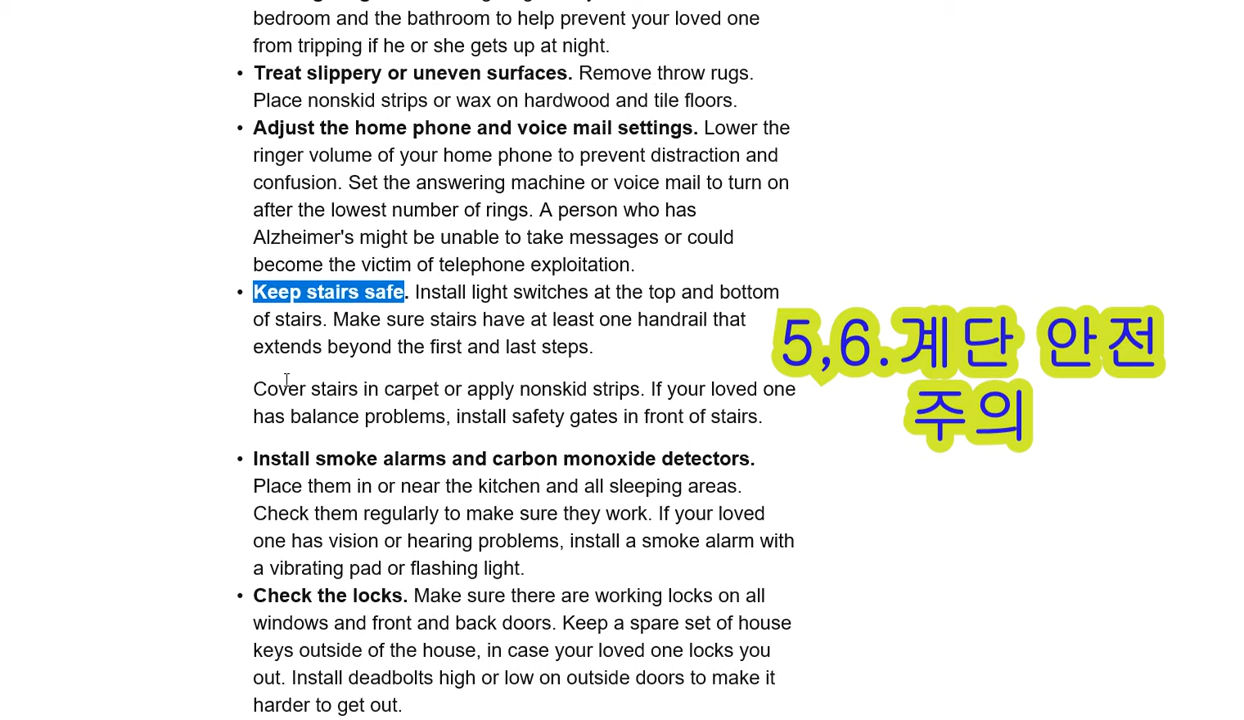 bedroom and the bathroom to help prevent your loved one
from tripping if he or she gets up at night.
• Treat slippery or uneven surfaces. Remove throw rugs.
Place nonskid strips or wax on hardwood and tile floors.
• Adjust the home phone and voice mail settings. Lower the
ringer volume of your home phone to prevent distraction and
confusion. Set the answering machine or voice mail to turn on
after the lowest number of rings. A person who has
Alzheimer's might be unable to take messages or could
become the victim of telephone exploitation.
• Keep stairs safe. Install light switches at the top and bottom
of stairs. Make sure stairs have at least one handrail that
extends beyond the first and last steps.
Cover stairs in carpet or apply nonskid strips. If your loved one
has balance problems, install safety gates in front of stairs.
• Install smoke alarms and carbon monoxide detectors.
Place them in or near the kitchen and all sleeping areas.
Check them regularly to make sure they work. If your loved
one has vision or hearing problems, install a smoke alarm with
a vibrating pad or flashing light.
• Check the locks. Make sure there are working locks on all
windows and front and back doors. Keep a spare set of house
keys outside of the house, in case your loved one locks you
out. Install deadbolts high or low on outside doors to make it
harder to get out.
5,6.계단 안전
주의